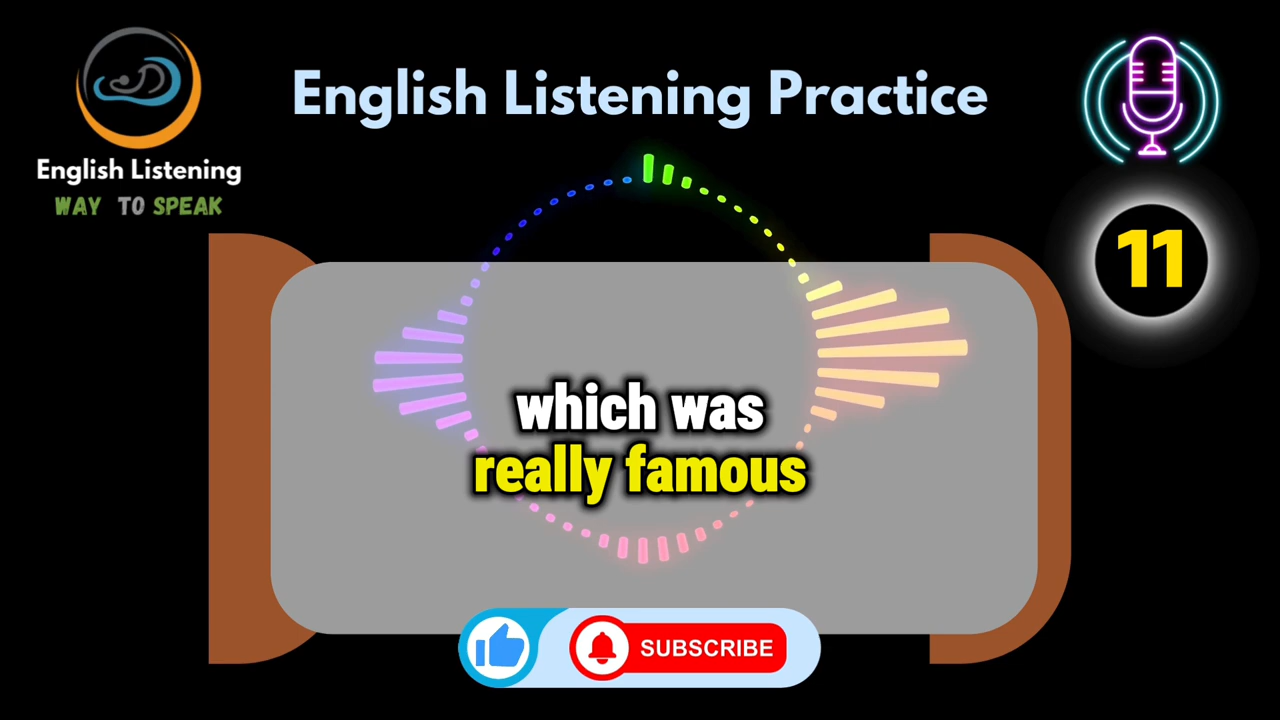 English Listening Practice
English Listening
WAY TO SPEAK
11
which was
really famous
SUBSCRIBE